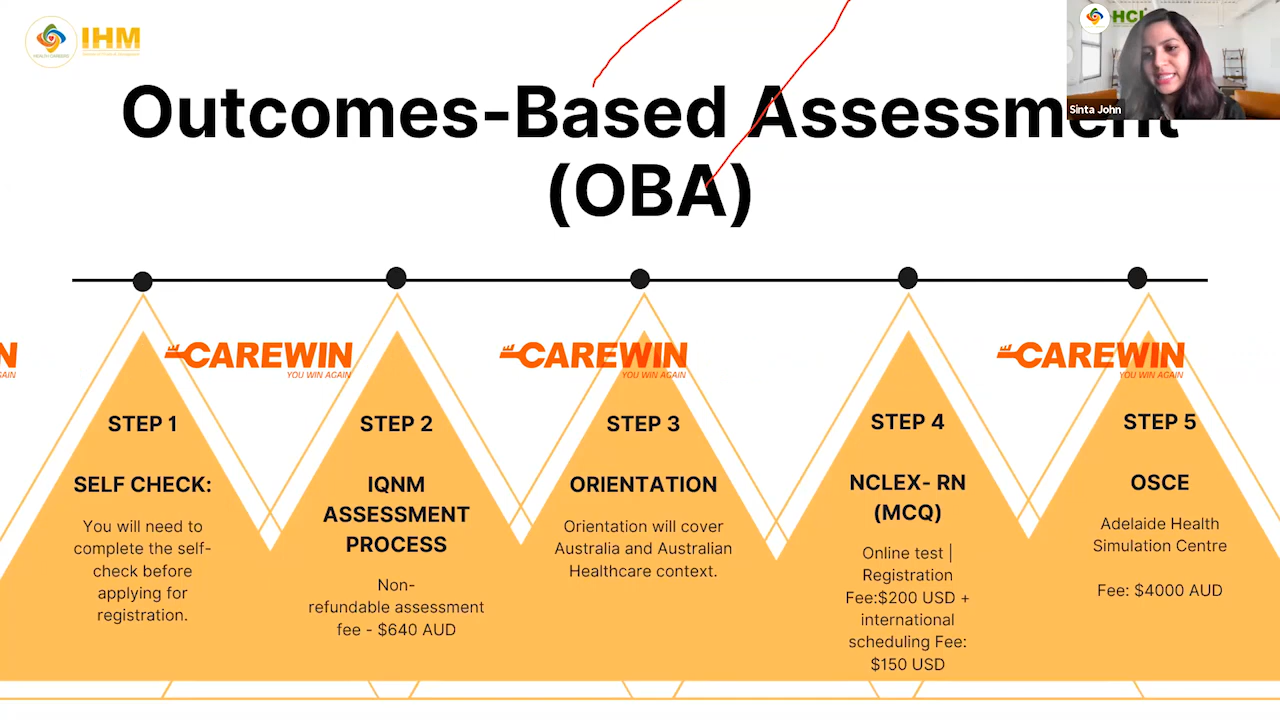 IHM
HCI
Sinta John
Outcomes-Based Assessment
(OBA)
CAREWIN
YOU WIN AGAIN
CAREWIN
YOU WIN AGAIN
CAREWIN
YOU WIN AGAIN
N
GAIN
STEP 1
SELF CHECK:
You will need to
complete the self-
check before
applying for
registration.
STEP 2
IQNM
ASSESSMENT
PROCESS
Non-
refundable assessment
fee - $640 AUD
STEP 3
ORIENTATION
Orientation will cover
Australia and Australian
Healthcare context.
STEP 4
NCLEX- RN
(MCQ)
Online test |
Registration
Fee:$200 USD +
international
scheduling Fee:
$150 USD
STEP 5
OSCE
Adelaide Health
Simulation Centre
Fee: $4000 AUD